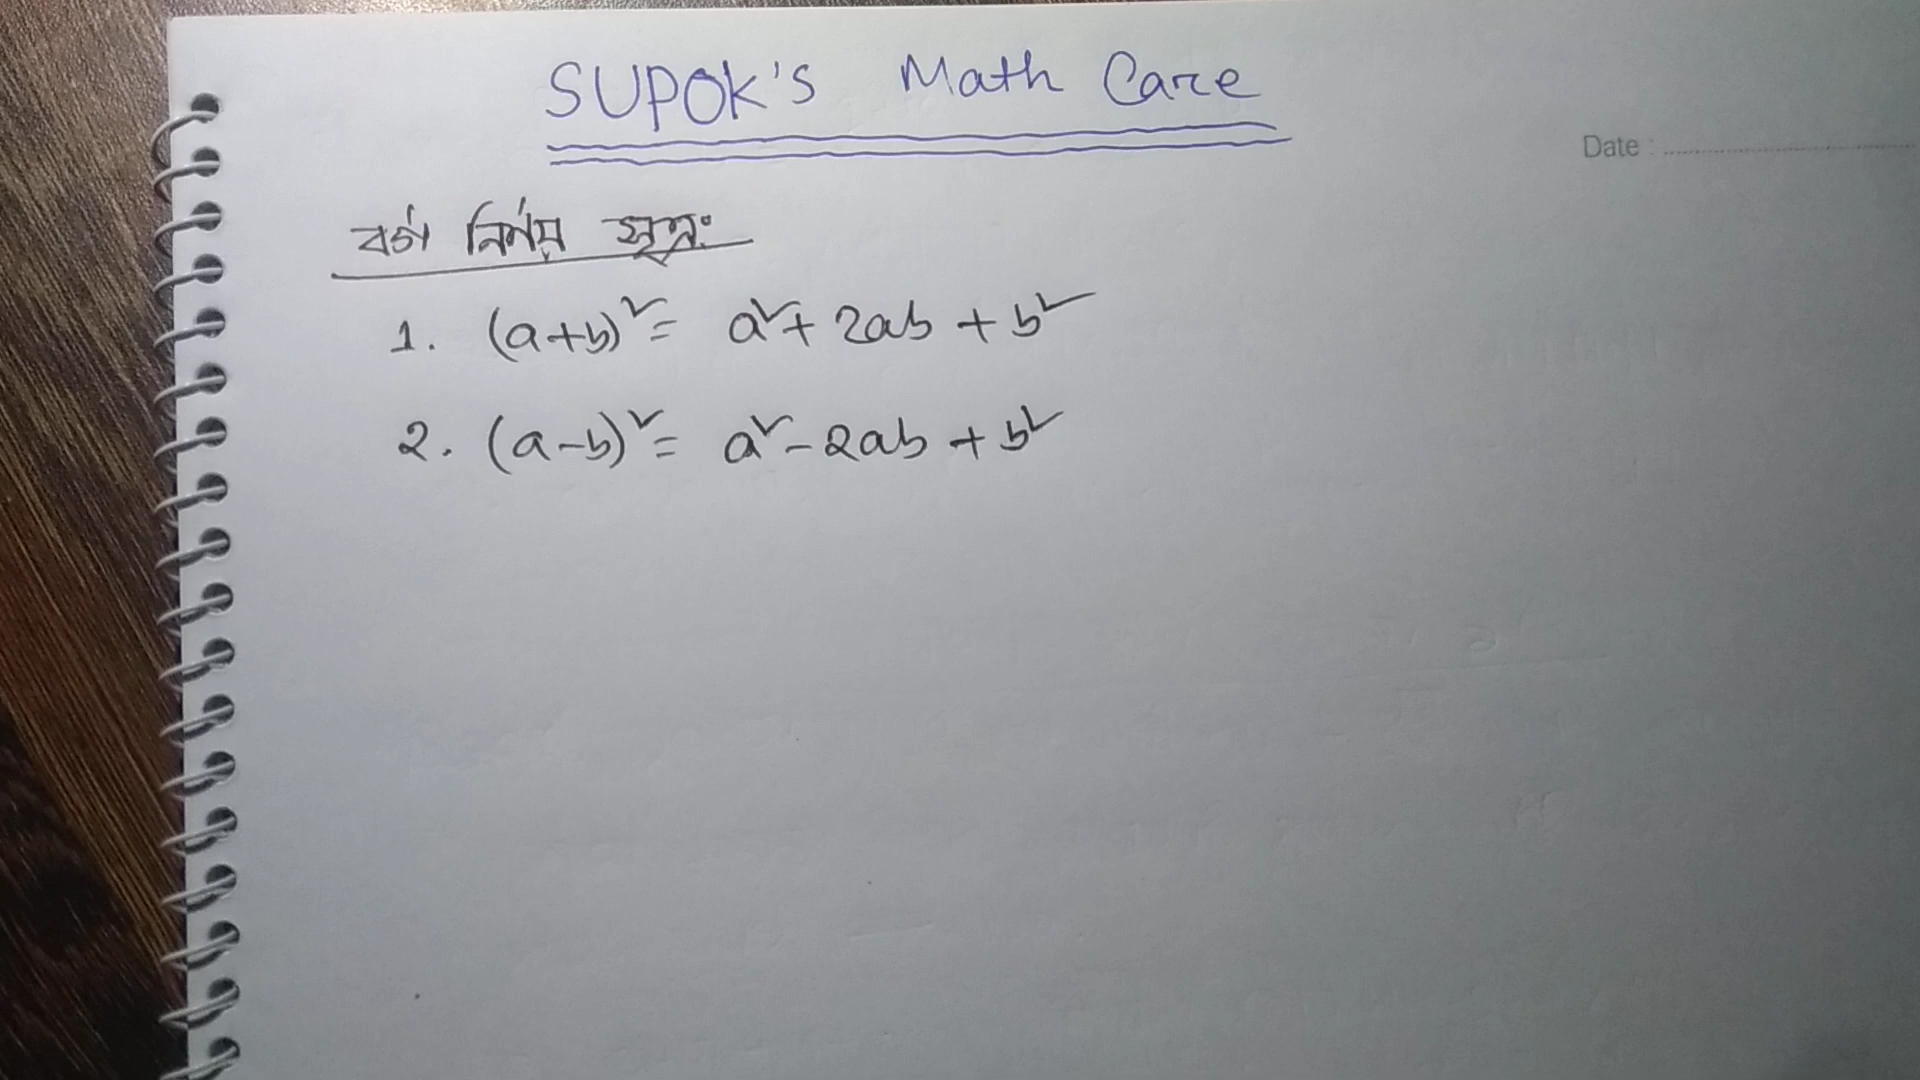 SUPOK's Math Care
Date : ..............................
বর্গ নির্ণয় সূত্রঃ
1. (a+b)² = a² + 2ab + b²
2. (a-b)² = a² - 2ab + b²